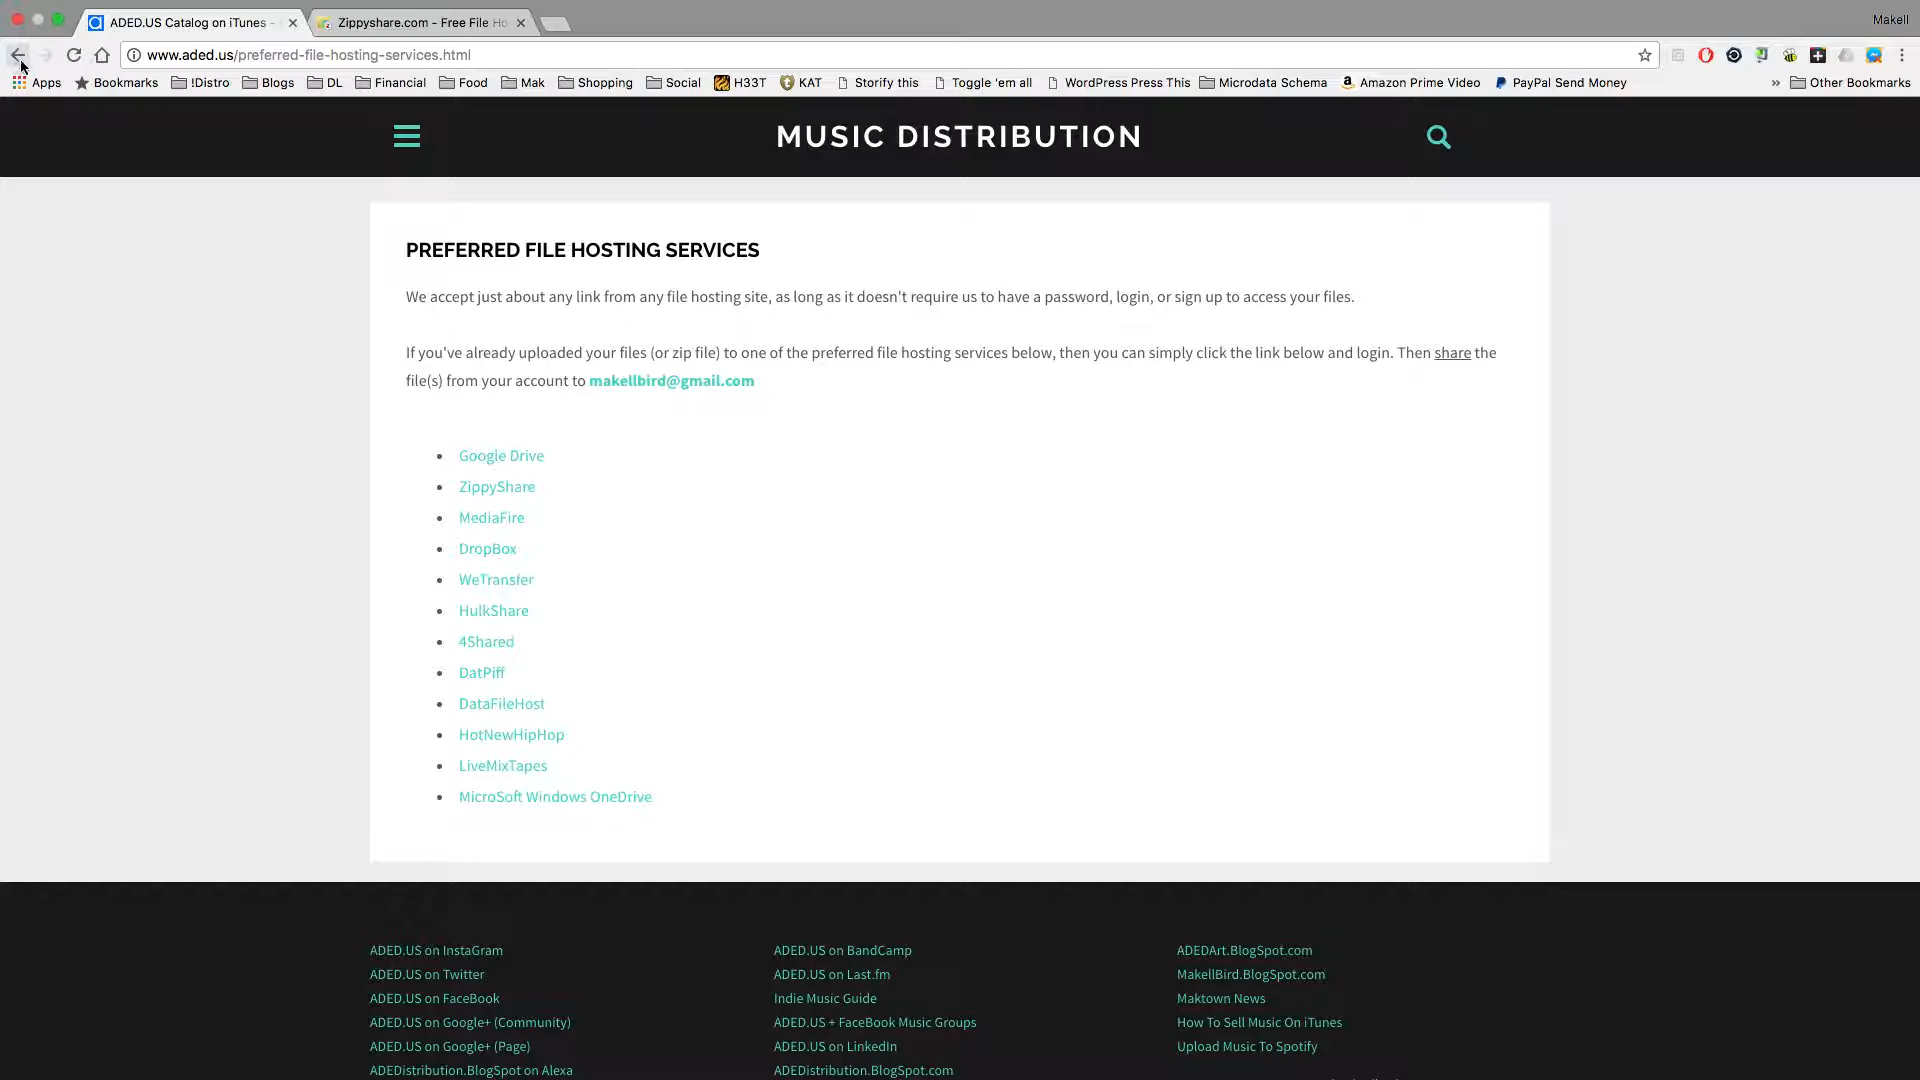 Makell
ADED.US Catalog on iTunes -
Zippyshare.com - Free File Ho
www.aded.us/preferred-file-hosting-services.html
Apps Bookmarks !Distro Blogs DL Financial Food Mak Shopping Social H33T KAT Storify this Toggle 'em all WordPress Press This Microdata Schema Amazon Prime Video PayPal Send Money » Other Bookmarks
MUSIC DISTRIBUTION
PREFERRED FILE HOSTING SERVICES
We accept just about any link from any file hosting site, as long as it doesn't require us to have a password, login, or sign up to access your files.
If you've already uploaded your files (or zip file) to one of the preferred file hosting services below, then you can simply click the link below and login. Then share the
file(s) from your account to makellbird@gmail.com
Google Drive
ZippyShare
MediaFire
DropBox
WeTransfer
HulkShare
4Shared
DatPiff
DataFileHost
HotNewHipHop
LiveMixTapes
MicroSoft Windows OneDrive
ADED.US on InstaGram
ADED.US on Twitter
ADED.US on FaceBook
ADED.US on Google+ (Community)
ADED.US on Google+ (Page)
ADEDistribution.BlogSpot on Alexa
ADED.US on BandCamp
ADED.US on Last.fm
Indie Music Guide
ADED.US + FaceBook Music Groups
ADED.US on LinkedIn
ADEDistribution.BlogSpot.com
ADEDArt.BlogSpot.com
MakellBird.BlogSpot.com
Maktown News
How To Sell Music On iTunes
Upload Music To Spotify